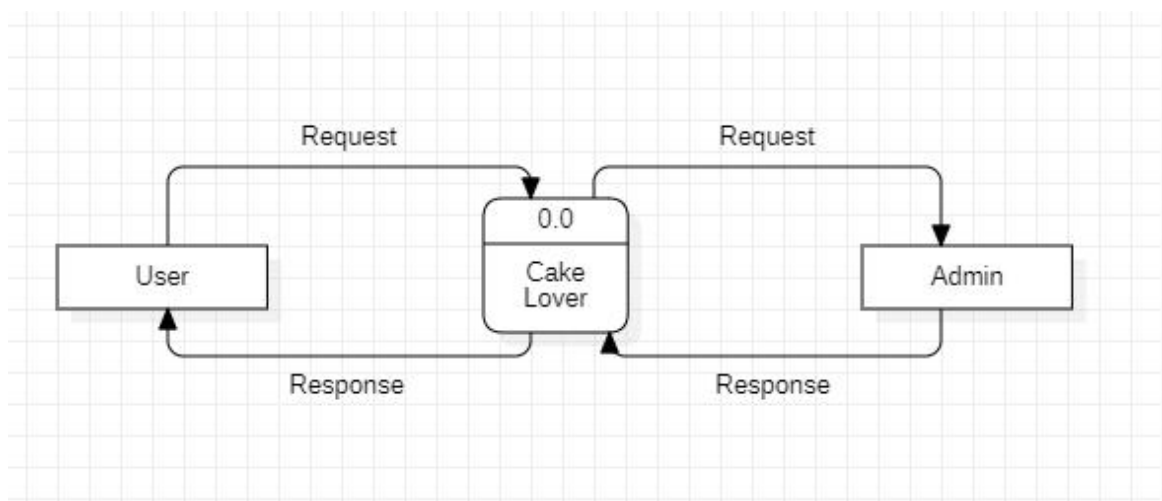 Request
Request
0.0
User
Cake
Lover
Admin
Response
Response